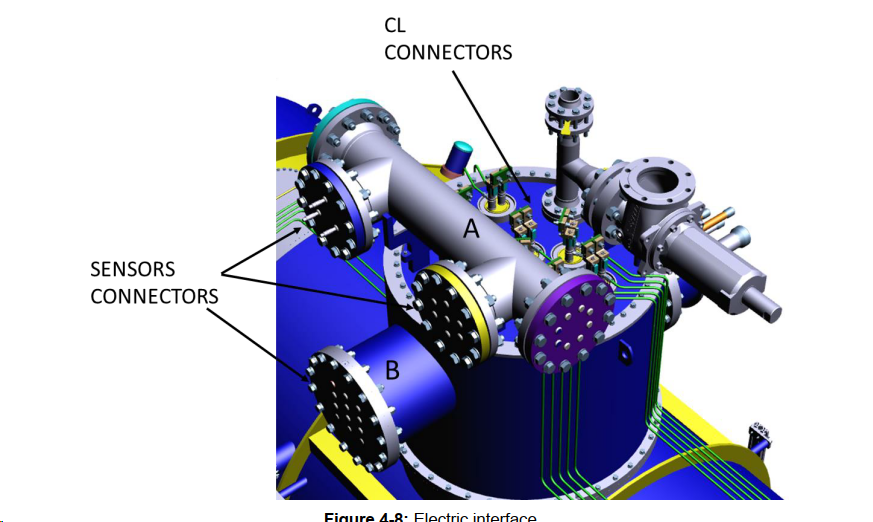 CL
CONNECTORS
A
SENSORS
CONNECTORS
B
Figure 4-8: Electric interface